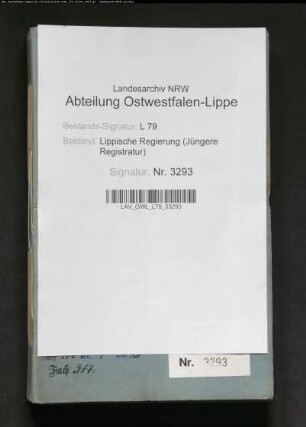 Landesarchiv NRW
Abteilung Ostwestfalen-Lippe
Bestands-Signatur: L 79
Bestand: Lippische Regierung (Jüngere
Registratur)
Signatur: Nr. 3293
LAV_OWL_L79_03293
Fach 317.
Nr. 3293